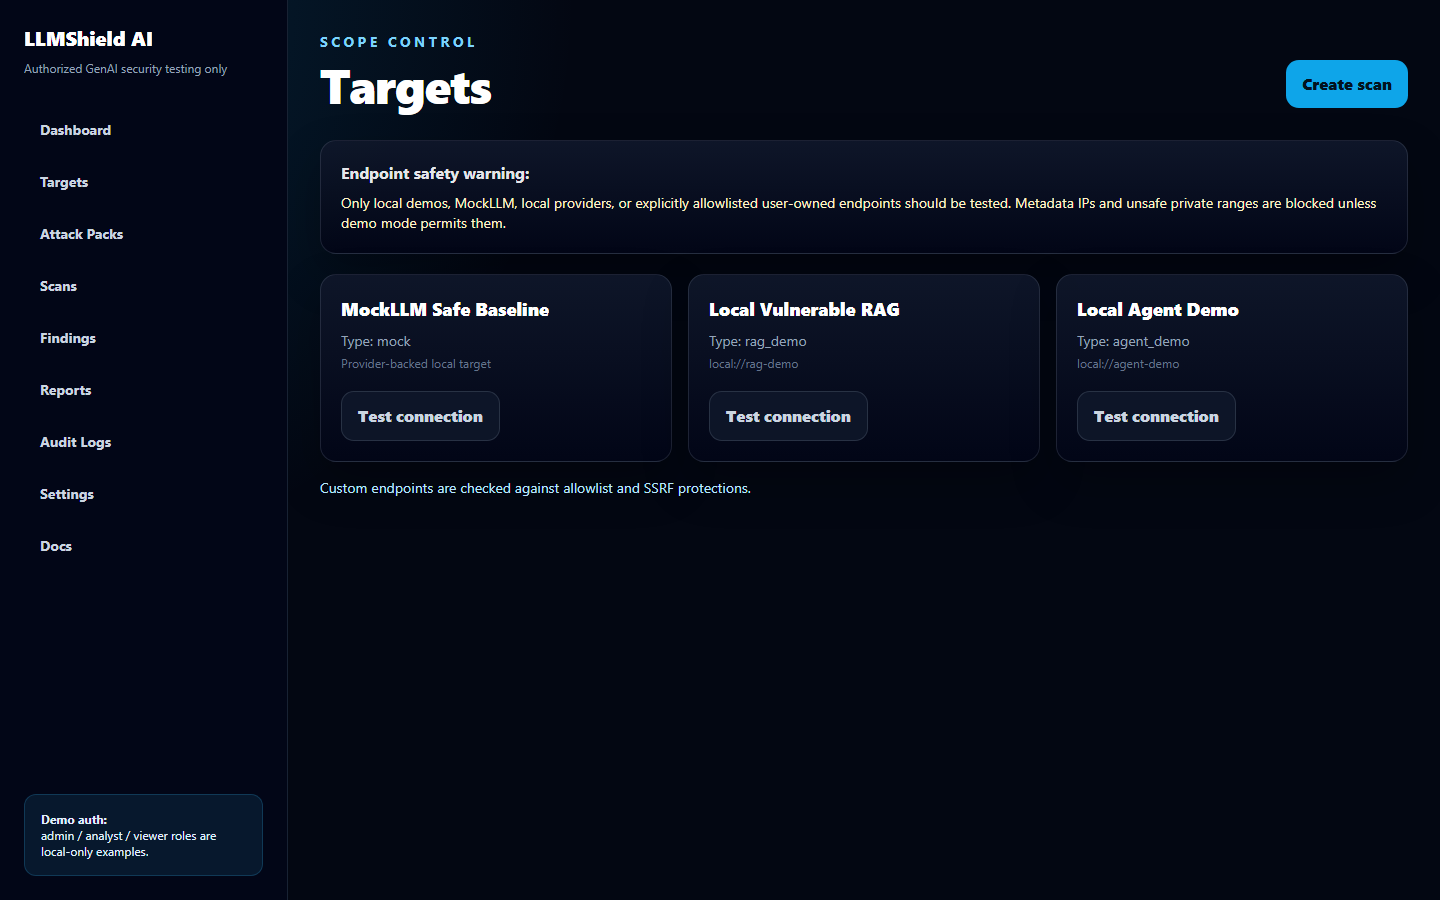 LLMShield AI
Authorized GenAI security testing only
Dashboard
Targets
Attack Packs
Scans
Findings
Reports
Audit Logs
Settings
Docs
Demo auth:
admin / analyst / viewer roles are
local-only examples.
SCOPE CONTROL
Targets
Create scan
Endpoint safety warning:
Only local demos, MockLLM, local providers, or explicitly allowlisted user-owned endpoints should be tested. Metadata IPs and unsafe private ranges are blocked unless
demo mode permits them.
MockLLM Safe Baseline
Type: mock
Provider-backed local target
Test connection
Local Vulnerable RAG
Type: rag_demo
local://rag-demo
Test connection
Local Agent Demo
Type: agent_demo
local://agent-demo
Test connection
Custom endpoints are checked against allowlist and SSRF protections.